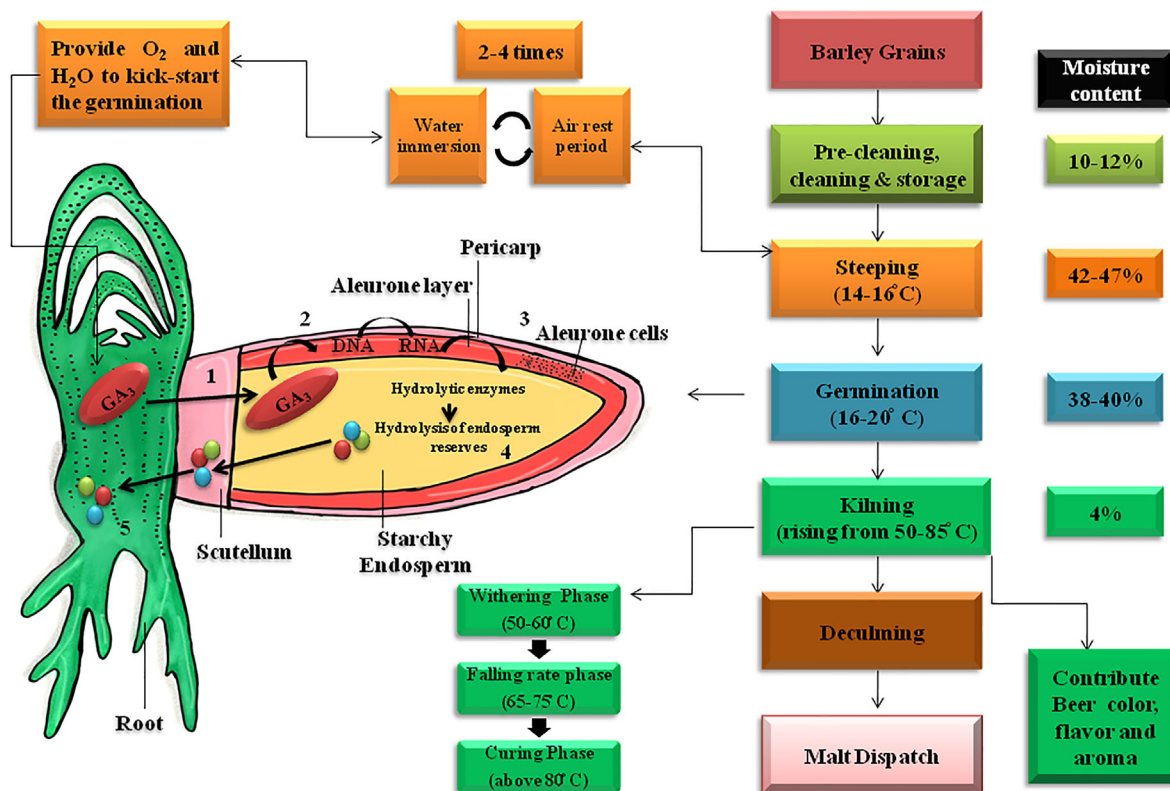 Provide O₂ and
H₂O to kick-start
the germination
2-4 times
Water
immersion
Air rest
period
Barley Grains
Moisture
content
Pre-cleaning,
cleaning & storage
10-12%
Steeping
(14-16°C)
42-47%
Germination
(16-20° C)
38-40%
Kilning
(rising from 50-85°C)
4%
Deculming
Malt Dispatch
Contribute
Beer color,
flavor and
aroma
Withering Phase
(50-60°C)
Falling rate phase
(65-75°C)
Curing Phase
(above 80°C)
Pericarp
Aleurone layer
2
3
Aleurone cells
DNA
RNA
1
GA₃
GA₃
Hydrolytic enzymes
Hydrolysis of endosperm
reserves
4
5
Scutellum
Starchy
Endosperm
Root